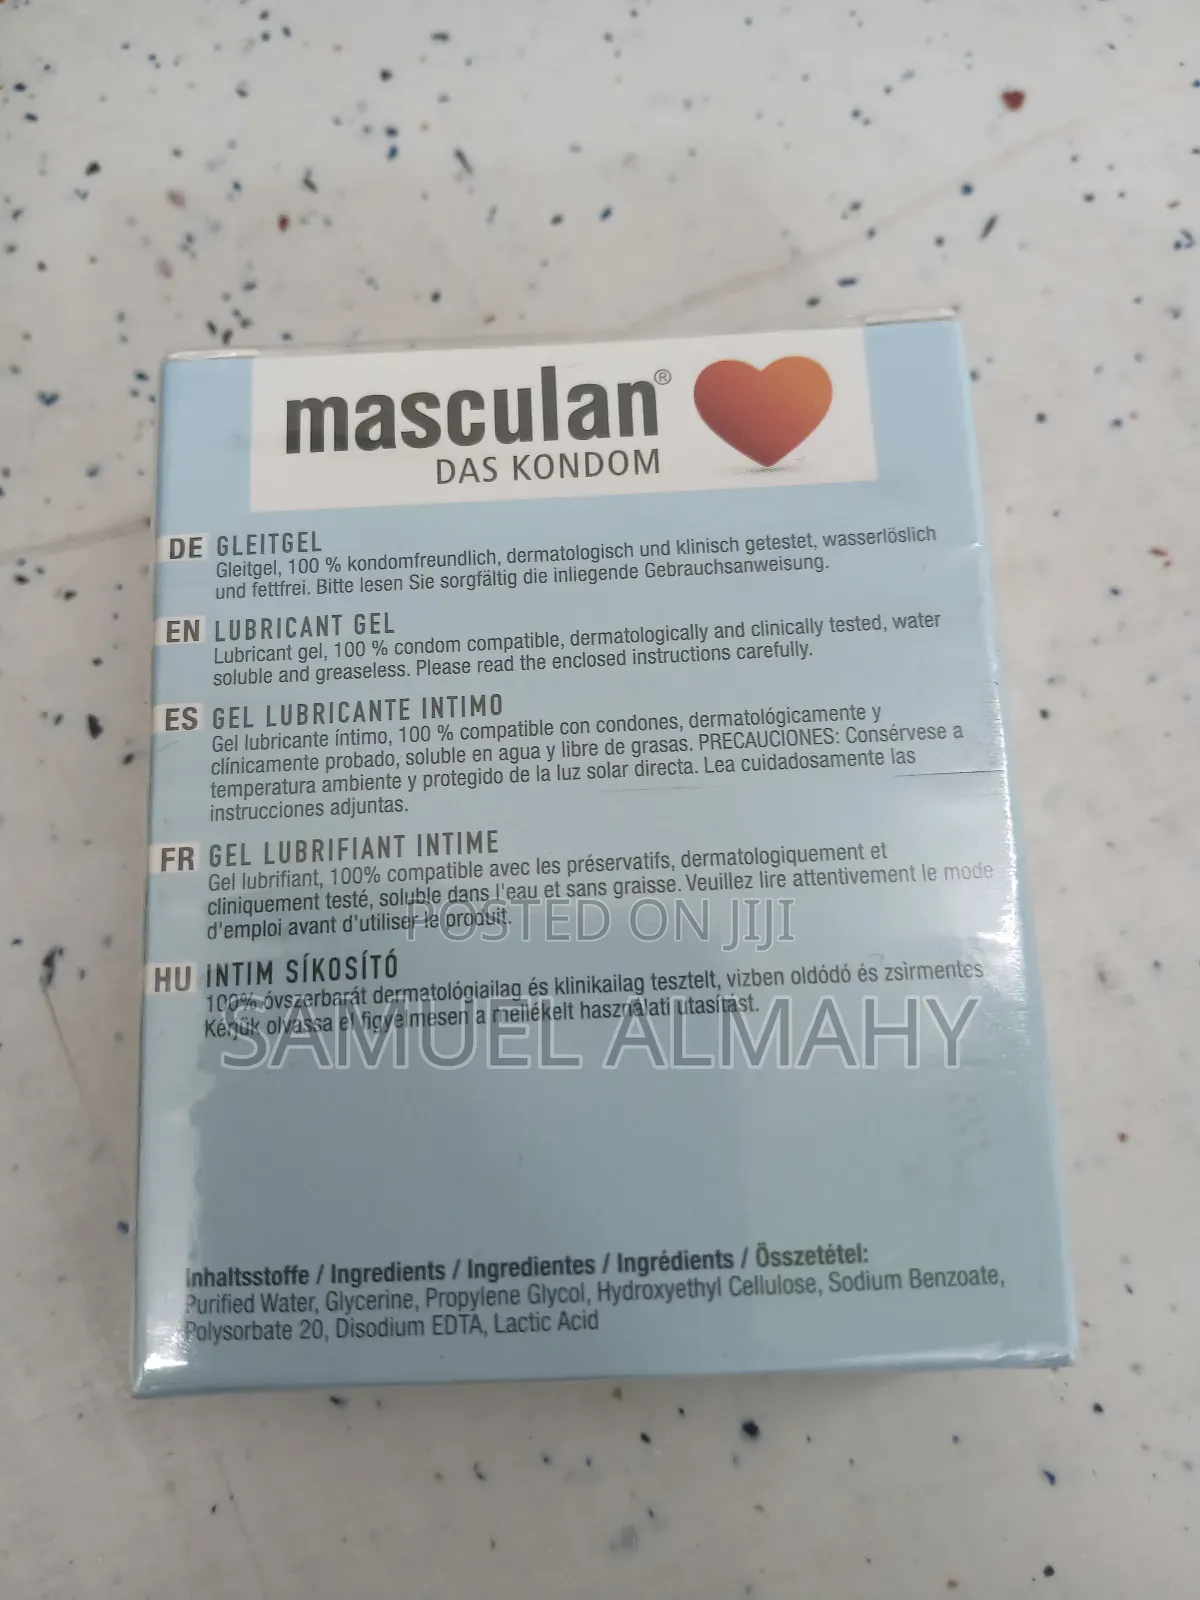 masculan®
DAS KONDOM
DE GLEITGEL
Gleitgel, 100 % kondomfreundlich, dermatologisch und klinisch getestet, wasserlöslich
und fettfrei. Bitte lesen Sie sorgfältig die inliegende Gebrauchsanweisung.
EN LUBRICANT GEL
Lubricant gel, 100 % condom compatible, dermatologically and clinically tested, water
soluble and greaseless. Please read the enclosed instructions carefully.
ES GEL LUBRICANTE INTIMO
Gel lubricante íntimo, 100 % compatible con condones, dermatológicamente y
clínicamente probado, soluble en agua y libre de grasas. PRECAUCIONES: Consérvese a
temperatura ambiente y protegido de la luz solar directa. Lea cuidadosamente las
instrucciones adjuntas.
FR GEL LUBRIFIANT INTIME
Gel lubrifiant, 100% compatible avec les préservatifs, dermatologiquement et
cliniquement testé, soluble dans l'eau et sans graisse. Veuillez lire attentivement le mode
d'emploi avant d'utiliser le produit.
POSTED ON JIJI
HU INTIM SÍKOSÍTÓ
100% óvszerbarát dermatológiailag és klinikailag tesztelt, vizben oldódó és zsirmentes
Kérjük olvassa el figyelmesen a mellékelt használati utasítást.
SAMUEL ALMAHY
Inhaltsstoffe / Ingredients / Ingredientes / Ingrédients / Összetétel:
Purified Water, Glycerine, Propylene Glycol, Hydroxyethyl Cellulose, Sodium Benzoate,
Polysorbate 20, Disodium EDTA, Lactic Acid